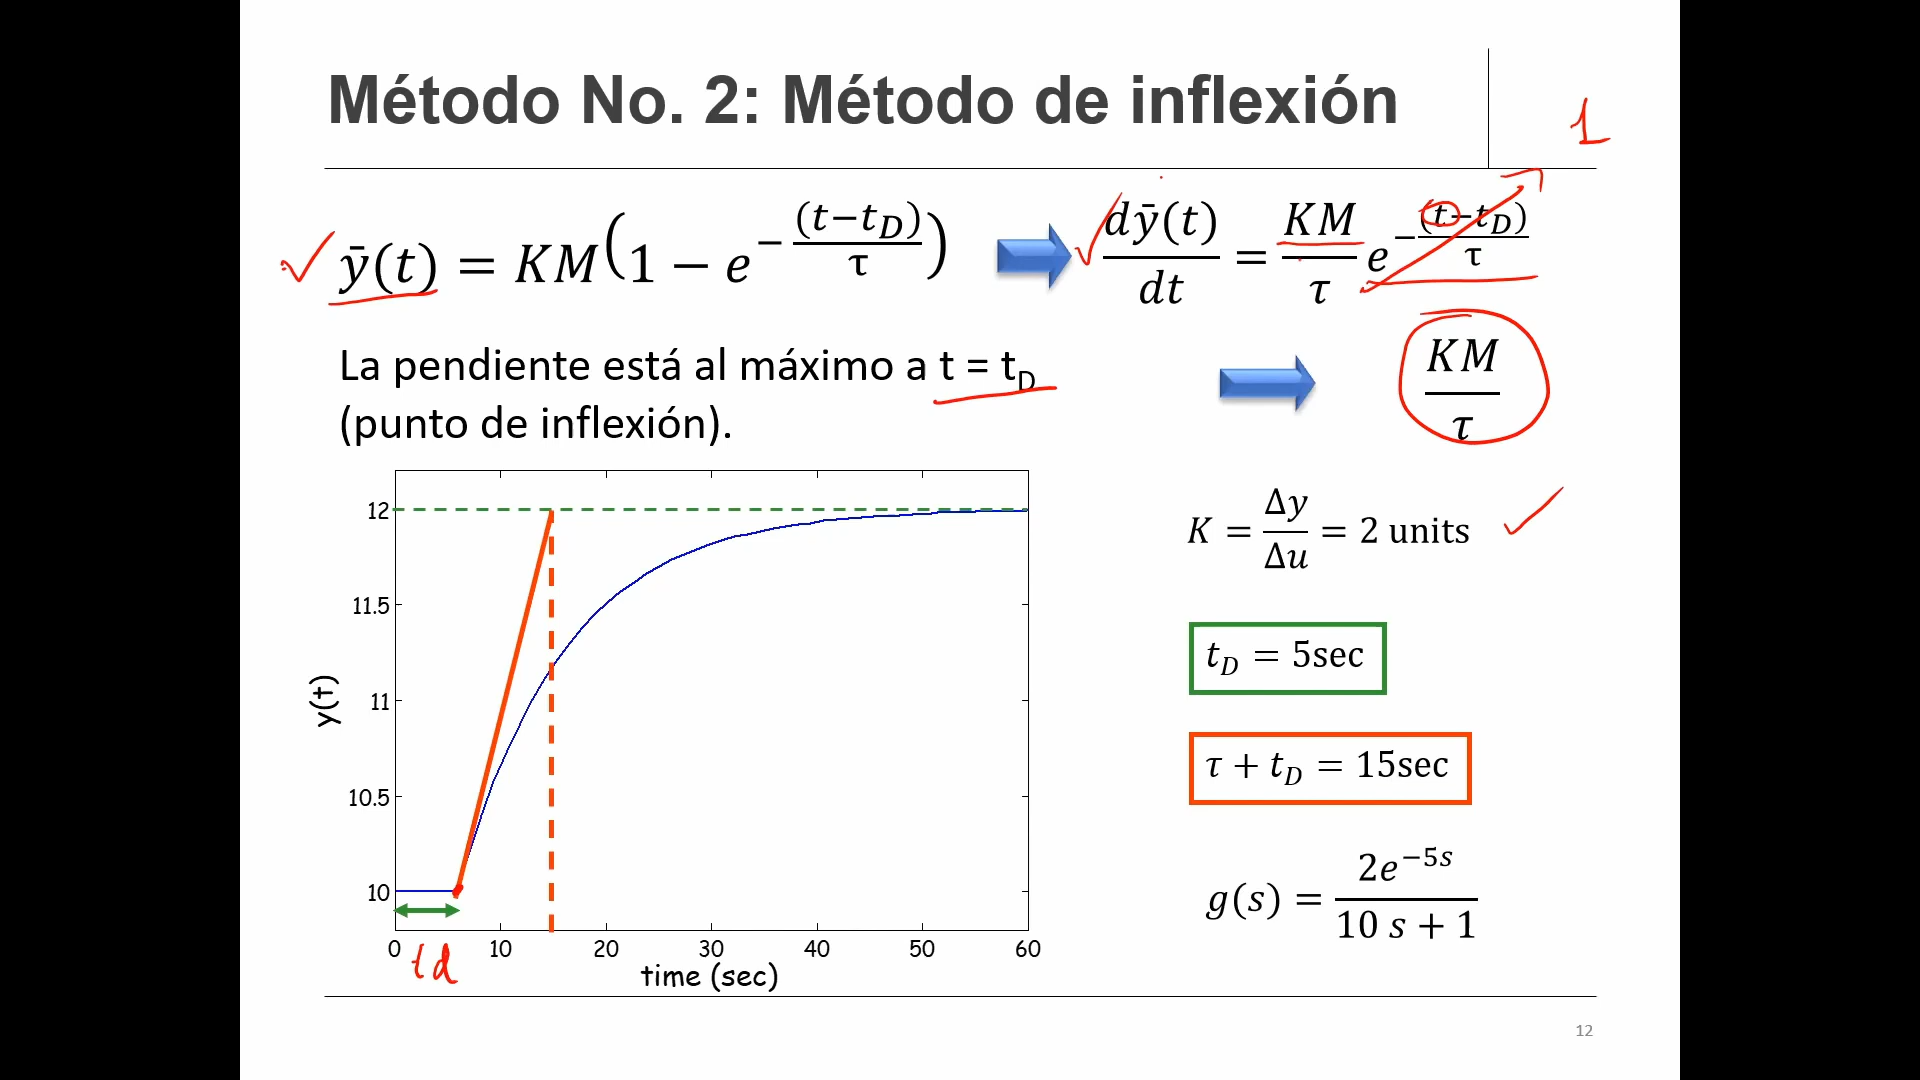 Método No. 2: Método de inflexión
1
ȳ(t) = KM(1 − e^(−(t−t_D)/τ))
dȳ(t)/dt = KM/τ e^(−(t−t_D)/τ)
La pendiente está al máximo a t = t_D
(punto de inflexión).
KM/τ
K = Δy/Δu = 2 units
t_D = 5sec
τ + t_D = 15sec
g(s) = 2e^(−5s)/(10 s + 1)
y(t)
12
11.5
11
10.5
10
0 10 20 30 40 50 60
td
time (sec)
12